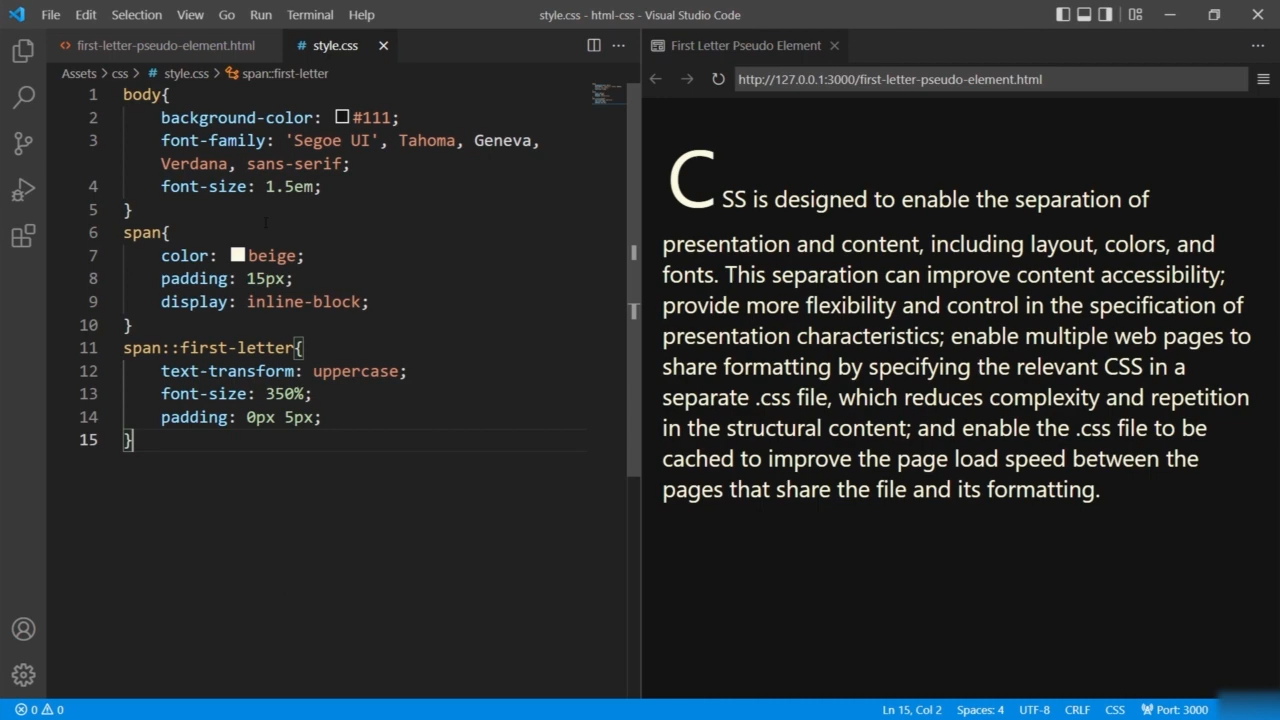 File Edit Selection View Go Run Terminal Help
style.css - html-css - Visual Studio Code
first-letter-pseudo-element.html
# style.css
First Letter Pseudo Element
Assets > css > # style.css > span::first-letter
http://127.0.0.1:3000/first-letter-pseudo-element.html
1 body{
2 background-color: #111;
3 font-family: 'Segoe UI', Tahoma, Geneva,
Verdana, sans-serif;
4 font-size: 1.5em;
5 }
6 span{
7 color: beige;
8 padding: 15px;
9 display: inline-block;
10 }
11 span::first-letter{
12 text-transform: uppercase;
13 font-size: 350%;
14 padding: 0px 5px;
15 }
CSS is designed to enable the separation of
presentation and content, including layout, colors, and
fonts. This separation can improve content accessibility;
provide more flexibility and control in the specification of
presentation characteristics; enable multiple web pages to
share formatting by specifying the relevant CSS in a
separate .css file, which reduces complexity and repetition
in the structural content; and enable the .css file to be
cached to improve the page load speed between the
pages that share the file and its formatting.
0 0
Ln 15, Col 2 Spaces: 4 UTF-8 CRLF CSS Port: 3000